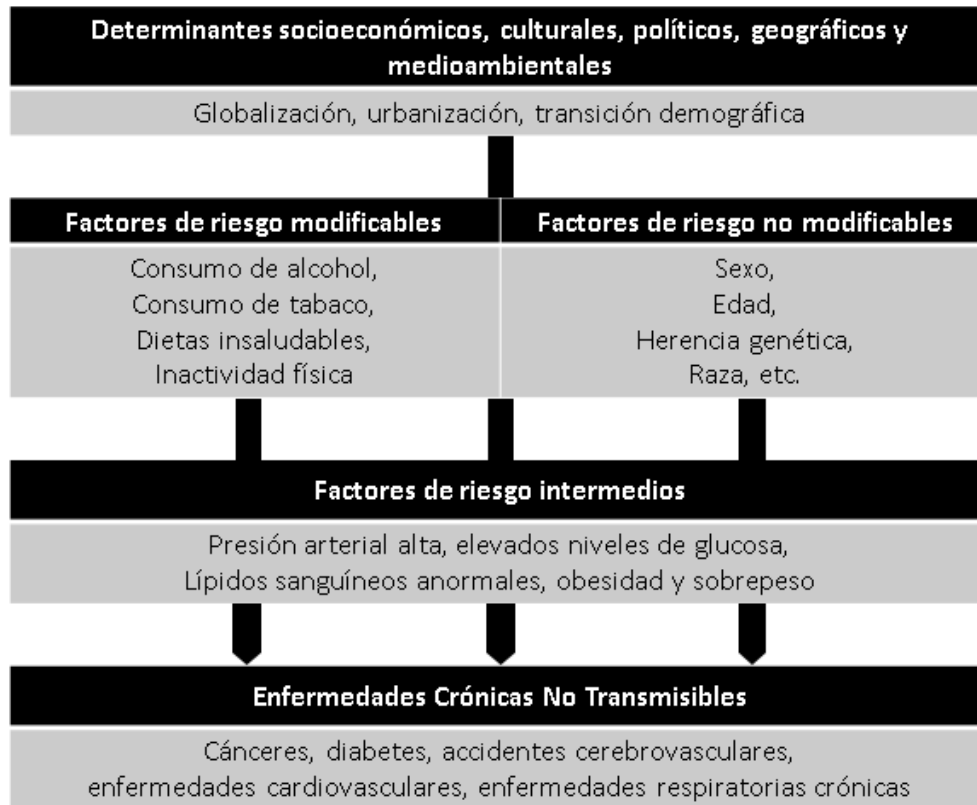 Determinantes socioeconómicos, culturales, políticos, geográficos y
medioambientales
Globalización, urbanización, transición demográfica
Factores de riesgo modificables
Consumo de alcohol,
Consumo de tabaco,
Dietas insaludables,
Inactividad física
Factores de riesgo no modificables
Sexo,
Edad,
Herencia genética,
Raza, etc.
Factores de riesgo intermedios
Presión arterial alta, elevados niveles de glucosa,
Lípidos sanguíneos anormales, obesidad y sobrepeso
Enfermedades Crónicas No Transmisibles
Cánceres, diabetes, accidentes cerebrovasculares,
enfermedades cardiovasculares, enfermedades respiratorias crónicas